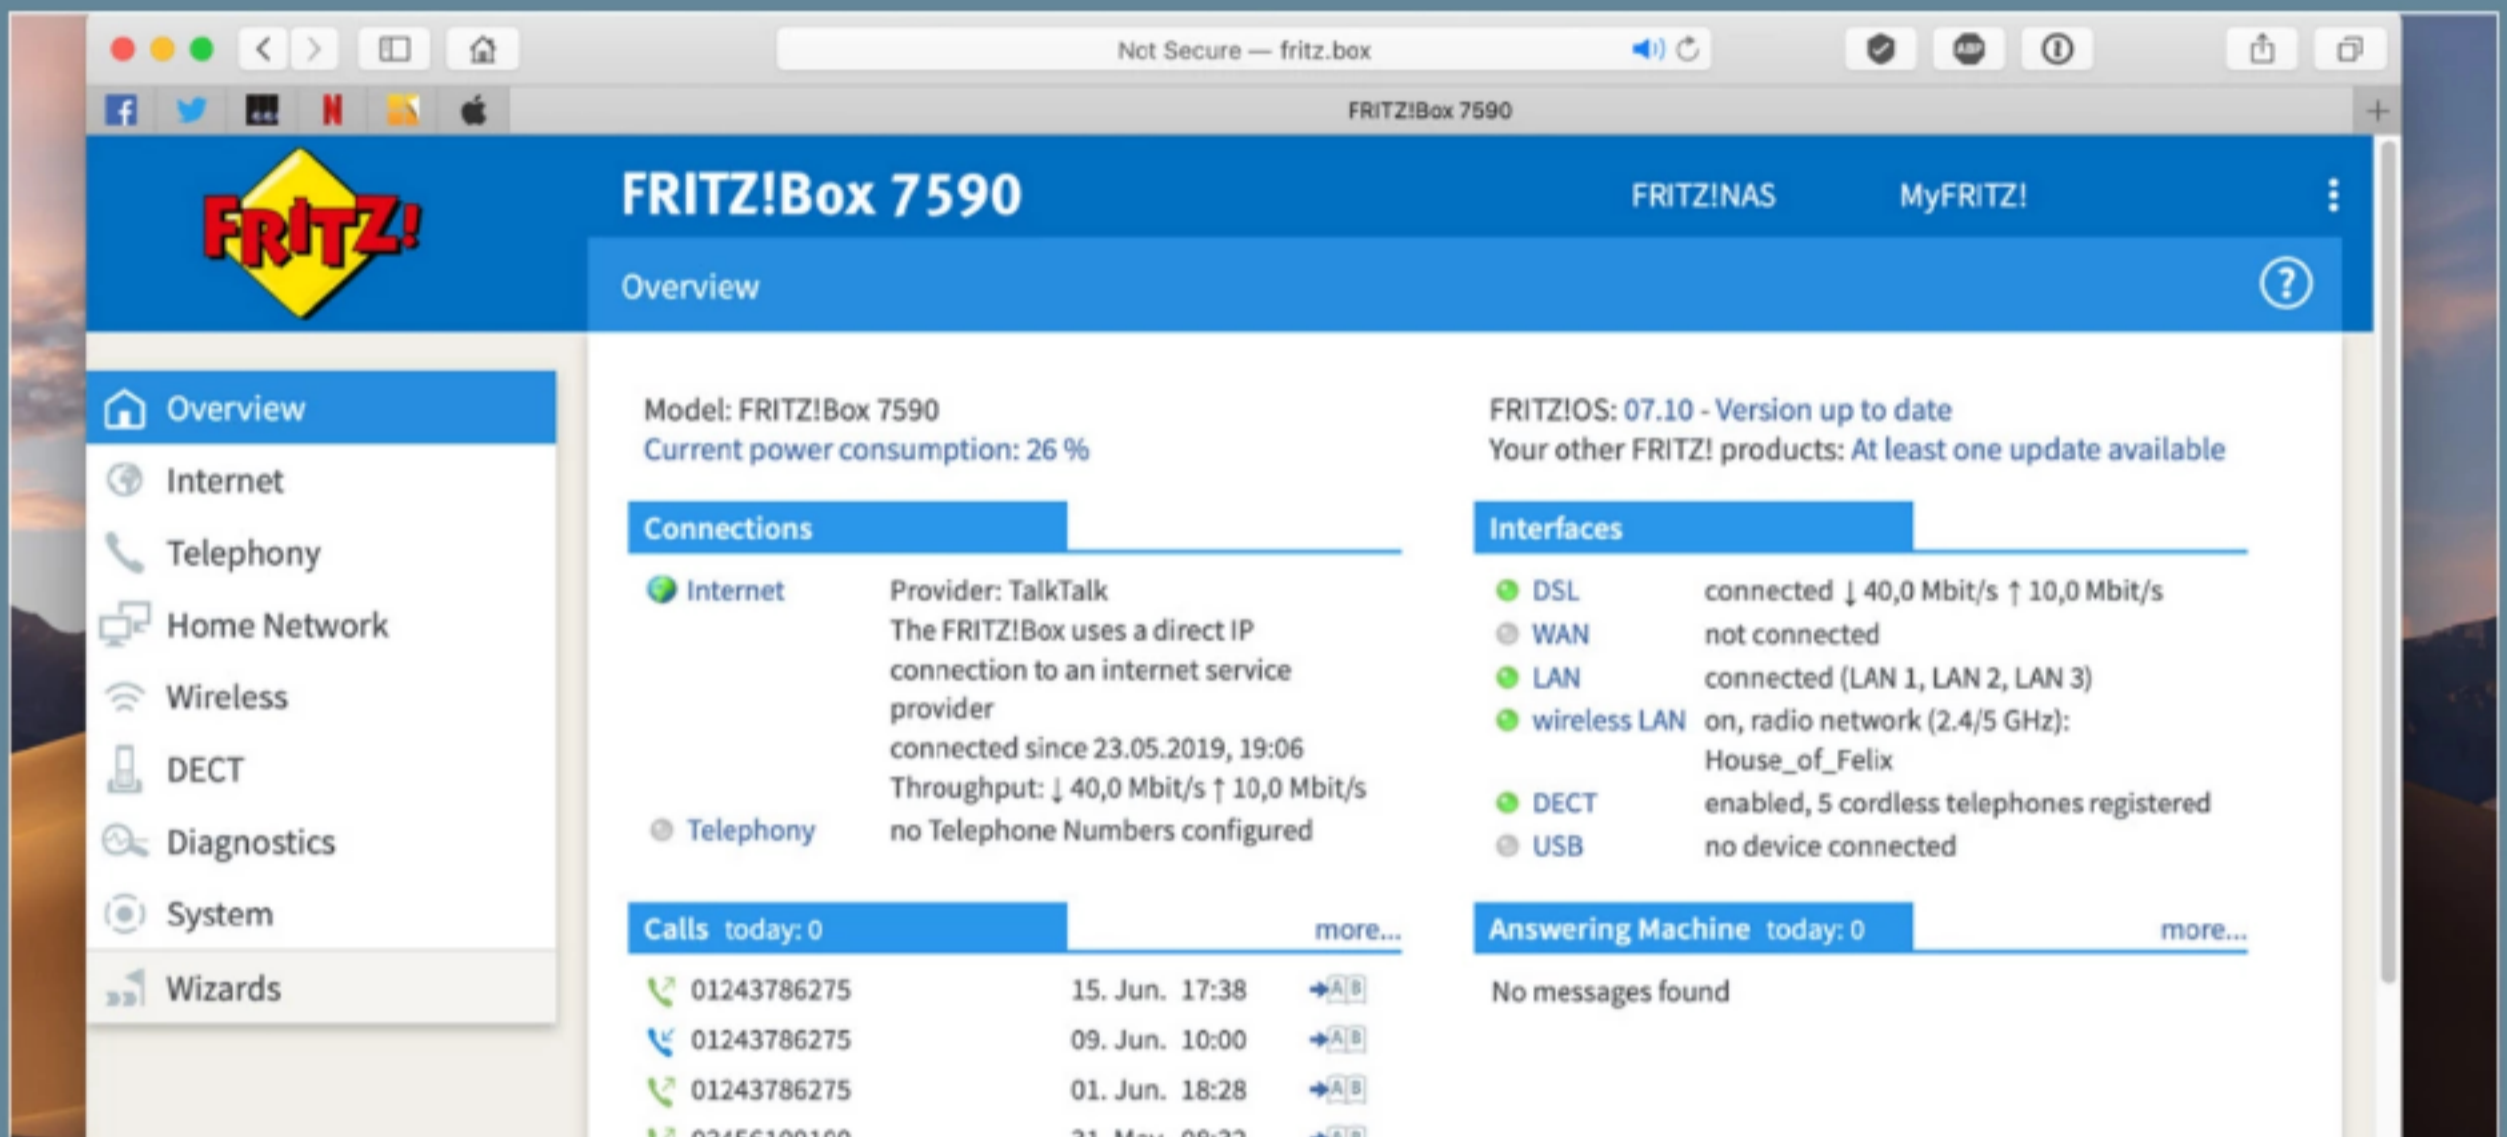 Not Secure — fritz.box
FRITZ!Box 7590
FRITZ!
FRITZ!Box 7590
FRITZ!NAS
MyFRITZ!
Overview
Overview
Internet
Telephony
Home Network
Wireless
DECT
Diagnostics
System
Wizards
Model: FRITZ!Box 7590
Current power consumption: 26 %
FRITZ!OS: 07.10 - Version up to date
Your other FRITZ! products: At least one update available
Connections
Internet
Provider: TalkTalk
The FRITZ!Box uses a direct IP
connection to an internet service
provider
connected since 23.05.2019, 19:06
Throughput: ↓ 40,0 Mbit/s ↑ 10,0 Mbit/s
Telephony no Telephone Numbers configured
Interfaces
DSL connected ↓ 40,0 Mbit/s ↑ 10,0 Mbit/s
WAN not connected
LAN connected (LAN 1, LAN 2, LAN 3)
wireless LAN on, radio network (2.4/5 GHz):
House_of_Felix
DECT enabled, 5 cordless telephones registered
USB no device connected
Calls today: 0 more...
01243786275 15. Jun. 17:38
01243786275 09. Jun. 10:00
01243786275 01. Jun. 18:28
Answering Machine today: 0 more...
No messages found